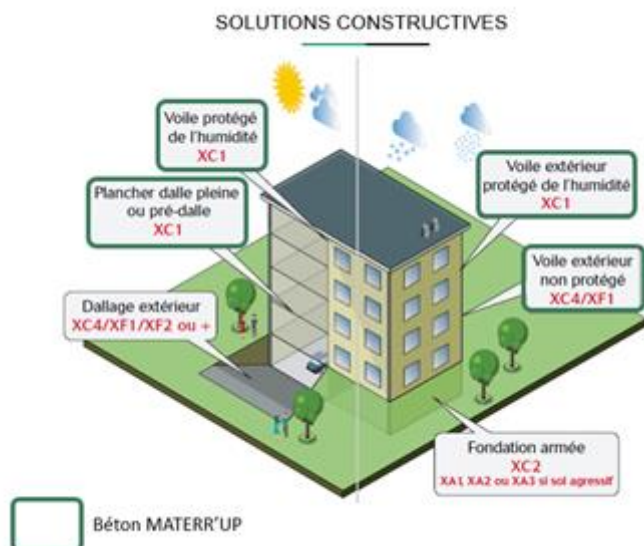 SOLUTIONS CONSTRUCTIVES
Voile protégé
de l'humidité
XC1
Plancher dalle pleine
ou pré-dalle
XC1
Dallage extérieur
XC4/XF1/XF2 ou +
Voile extérieur
protégé de l'humidité
XC1
Voile extérieur
non protégé
XC4/XF1
Fondation armée
XC2
XA1, XA2 ou XA3 si sol agressif
Béton MATERR'UP